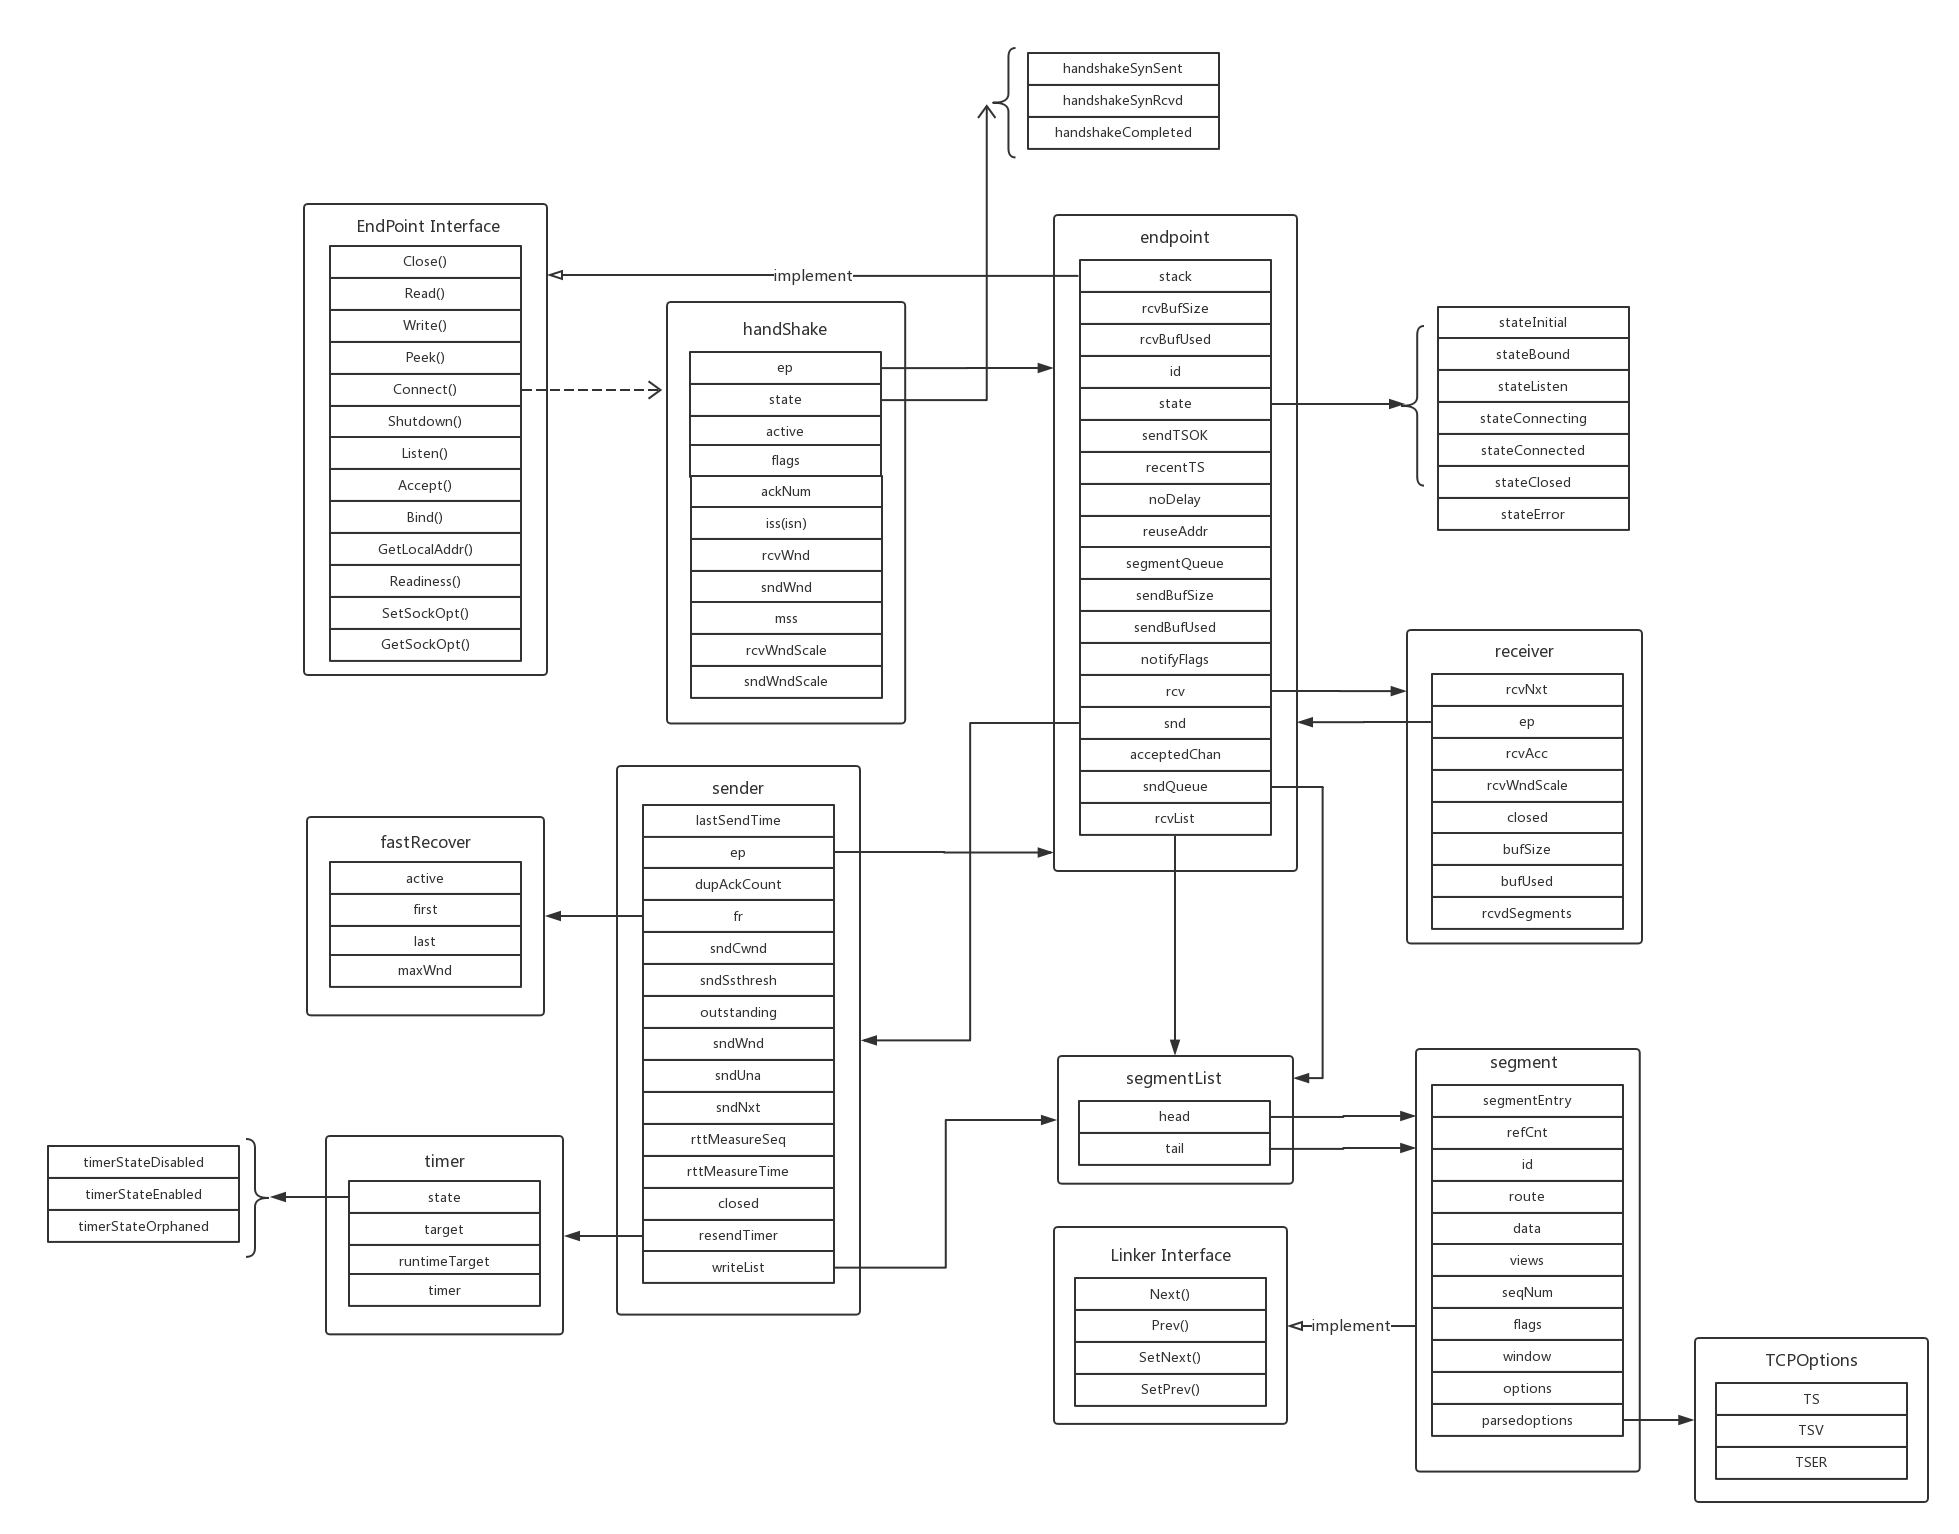 handshakeSynSent
handshakeSynRcvd
handshakeCompleted
EndPoint Interface
Close()
Read()
Write()
Peek()
Connect()
Shutdown()
Listen()
Accept()
Bind()
GetLocalAddr()
Readiness()
SetSockOpt()
GetSockOpt()
implement
handShake
ep
state
active
flags
ackNum
iss(isn)
rcvWnd
sndWnd
mss
rcvWndScale
sndWndScale
endpoint
stack
rcvBufSize
rcvBufUsed
id
state
sendTSOK
recentTS
noDelay
reuseAddr
segmentQueue
sendBufSize
sendBufUsed
notifyFlags
rcv
snd
acceptedChan
sndQueue
rcvList
stateInitial
stateBound
stateListen
stateConnecting
stateConnected
stateClosed
stateError
receiver
rcvNxt
ep
rcvAcc
rcvWndScale
closed
bufSize
bufUsed
rcvdSegments
fastRecover
active
first
last
maxWnd
sender
lastSendTime
ep
dupAckCount
fr
sndCwnd
sndSsthresh
outstanding
sndWnd
sndUna
sndNxt
rttMeasureSeq
rttMeasureTime
closed
resendTimer
writeList
timerStateDisabled
timerStateEnabled
timerStateOrphaned
timer
state
target
runtimeTarget
timer
segmentList
head
tail
Linker Interface
Next()
Prev()
SetNext()
SetPrev()
implement
segment
segmentEntry
refCnt
id
route
data
views
seqNum
flags
window
options
parsedoptions
TCPOptions
TS
TSV
TSER